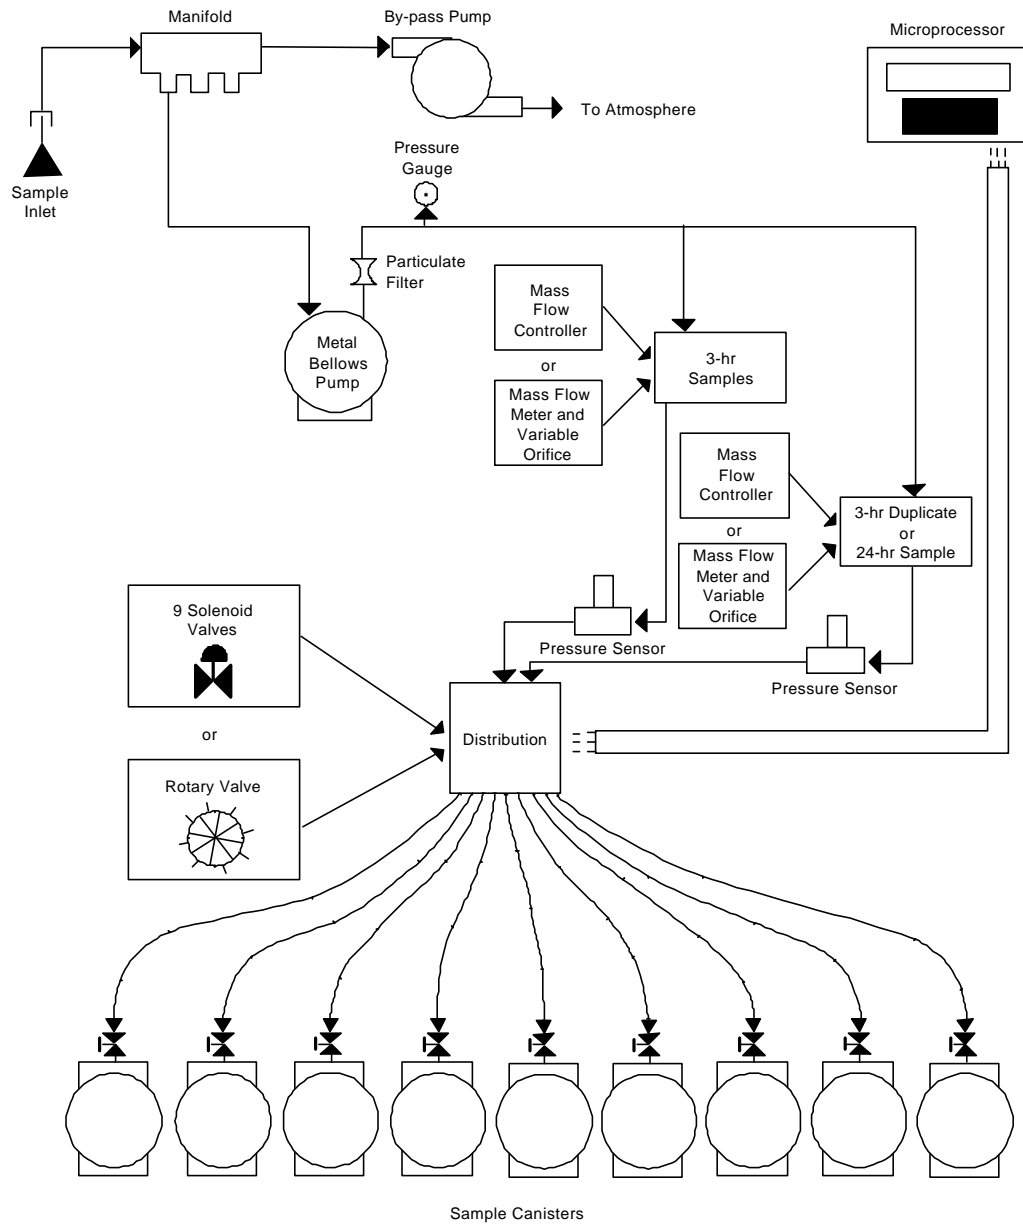 Manifold
By-pass Pump
Microprocessor
To Atmosphere
Pressure
Gauge
Sample
Inlet
Particulate
Filter
Metal
Bellows
Pump
Mass
Flow
Controller
or
Mass Flow
Meter and
Variable
Orifice
3-hr
Samples
Mass
Flow
Controller
or
Mass Flow
Meter and
Variable
Orifice
3-hr Duplicate
or
24-hr Sample
9 Solenoid
Valves
or
Rotary Valve
Pressure Sensor
Pressure Sensor
Distribution
Sample Canisters